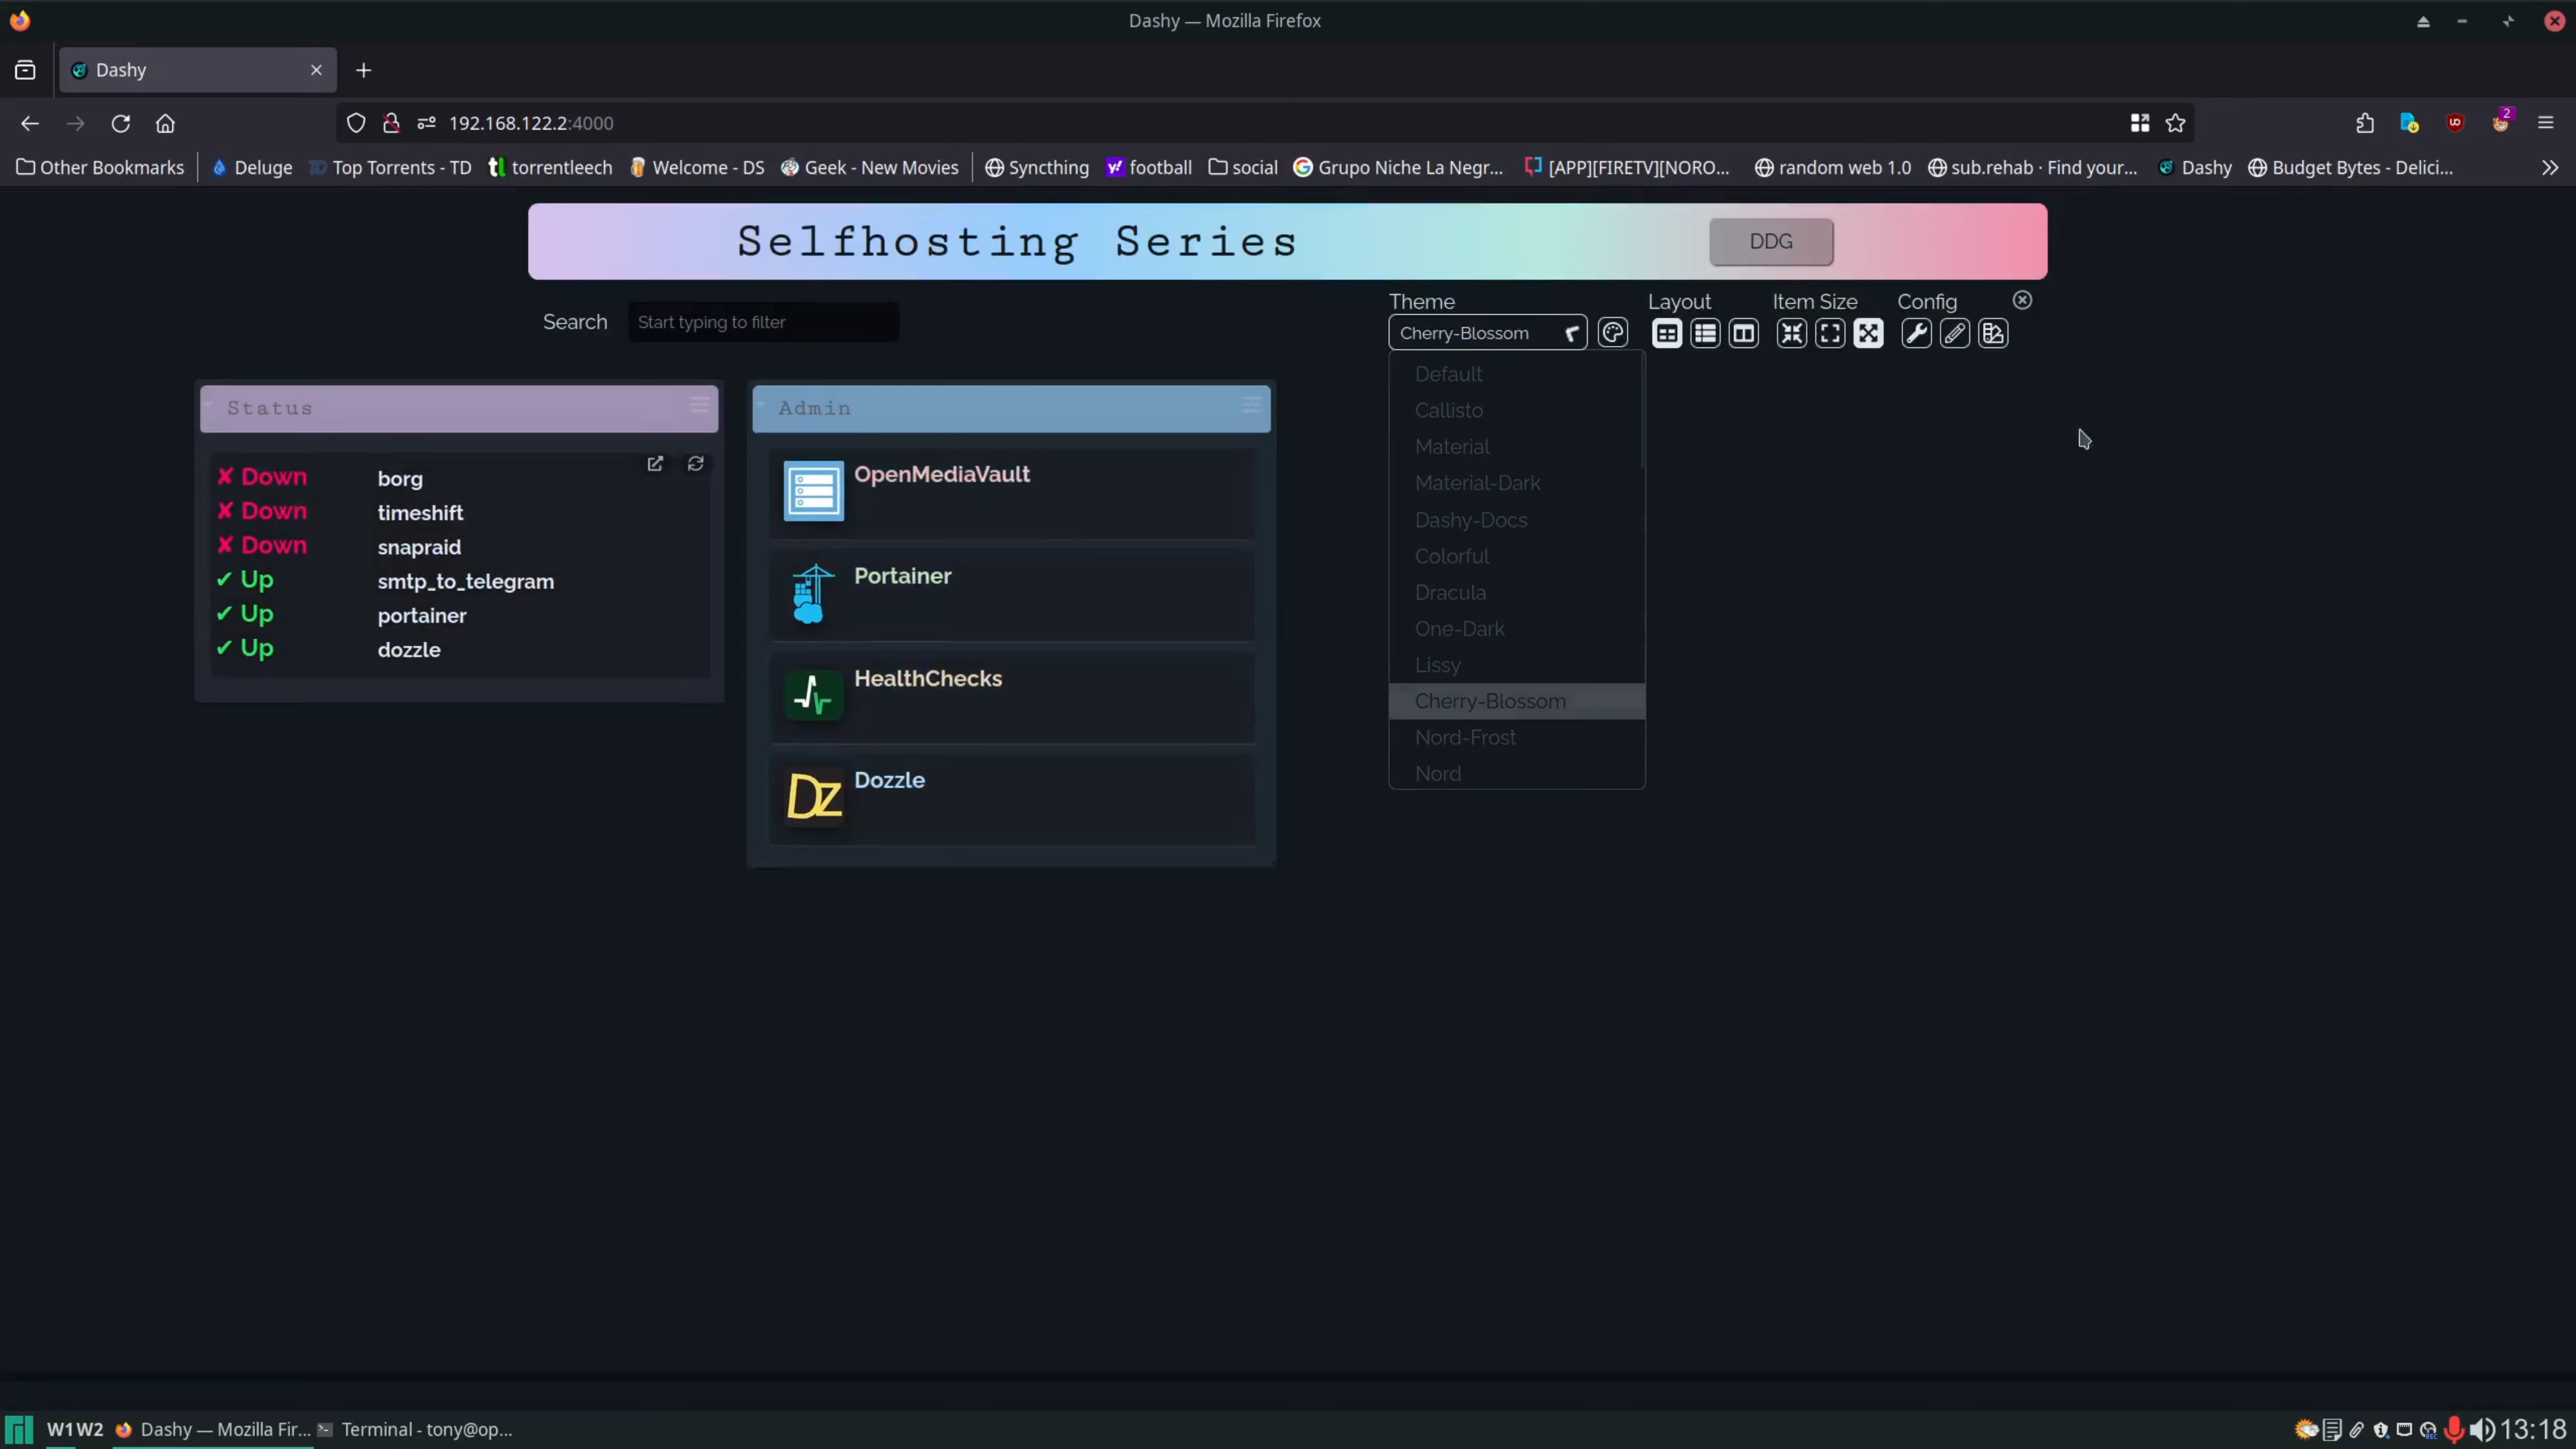 Dashy — Mozilla Firefox
Dashy
192.168.122.2:4000
2
Other Bookmarks
Deluge
TD Top Torrents - TD
tl torrentleech
Welcome - DS
Geek - New Movies
Syncthing
y! football
social
Grupo Niche La Negr...
[APP][FIRETV][NORO...
random web 1.0
sub.rehab · Find your...
Dashy
Budget Bytes - Delici...
Selfhosting Series
DDG
Search
Start typing to filter
Theme
Layout
Item Size
Config
Cherry-Blossom
Default
Callisto
Material
Material-Dark
Dashy-Docs
Colorful
Dracula
One-Dark
Lissy
Cherry-Blossom
Nord-Frost
Nord
Status
✘ Down borg
✘ Down timeshift
✘ Down snapraid
✔ Up smtp_to_telegram
✔ Up portainer
✔ Up dozzle
Admin
OpenMediaVault
Portainer
HealthChecks
DZ Dozzle
W1 W2
Dashy — Mozilla Fir...
Terminal - tony@op...
13:18